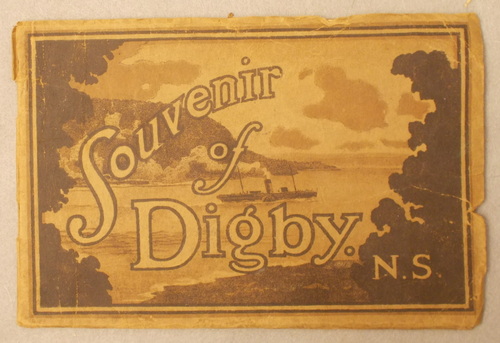 Souvenir
of
Digby.
N.S.